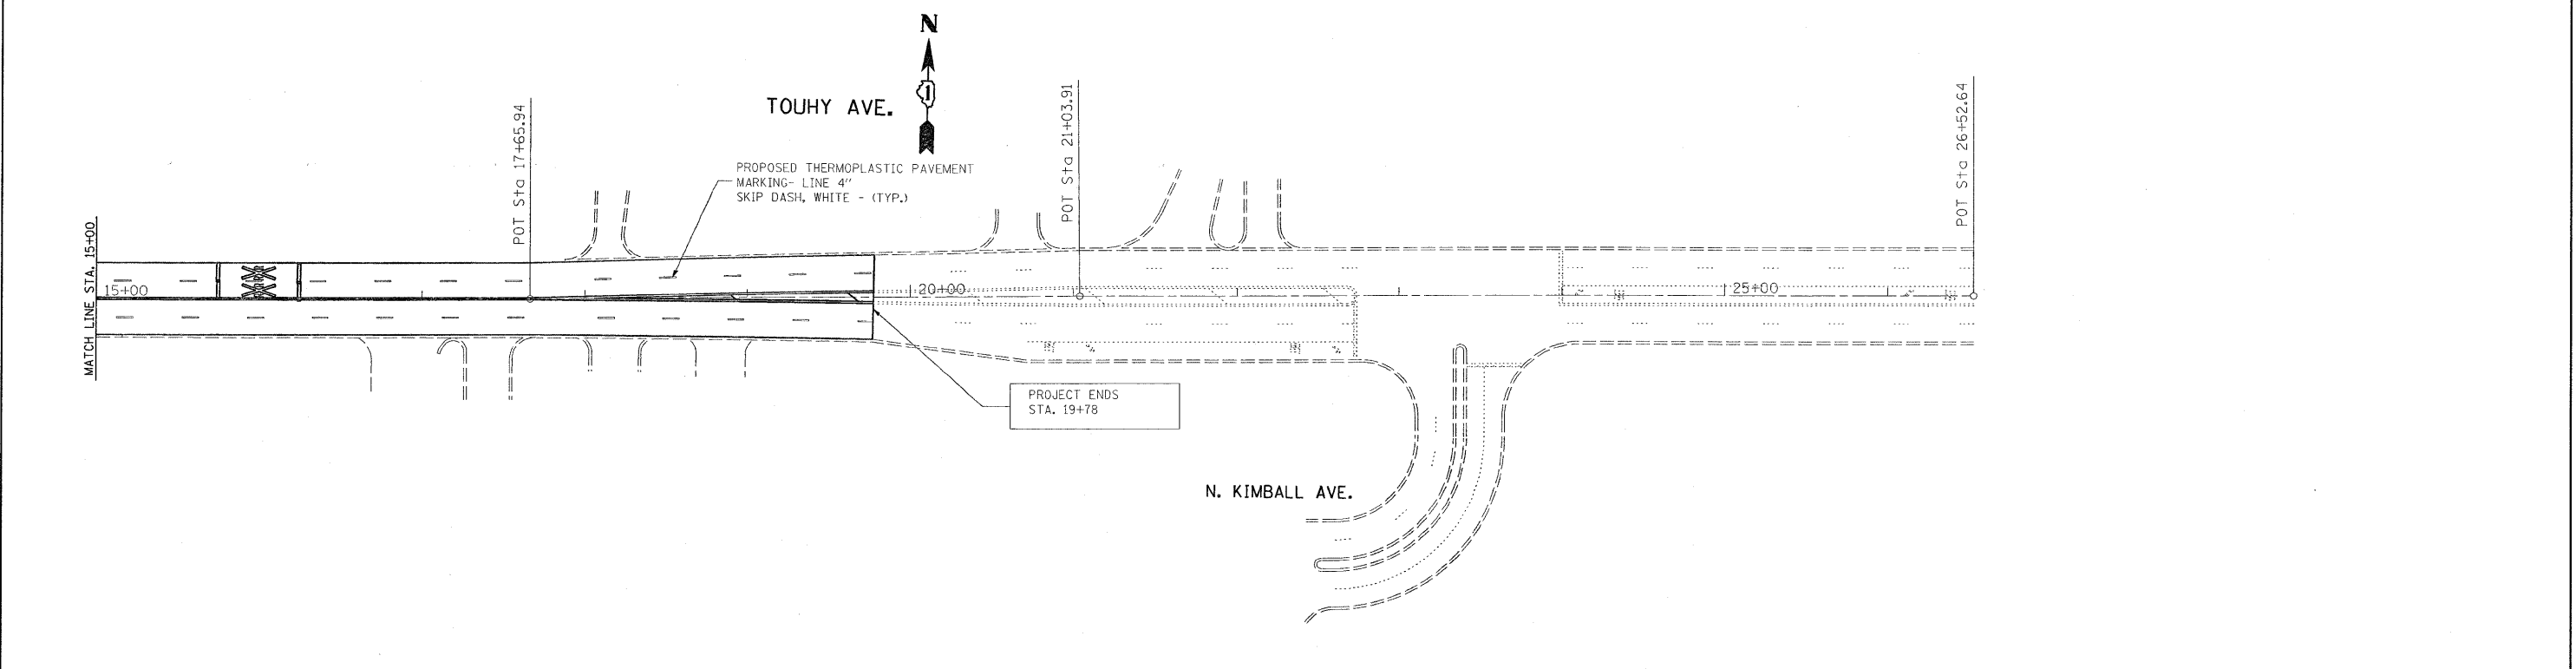 N
1
TOUHY AVE.
POT Sta 17+65.94
POT Sta 21+03.91
POT Sta 26+52.64
PROPOSED THERMOPLASTIC PAVEMENT
MARKING- LINE 4"
SKIP DASH, WHITE - (TYP.)
MATCH LINE STA. 15+00
15+00
20+00
25+00
PROJECT ENDS
STA. 19+78
N. KIMBALL AVE.